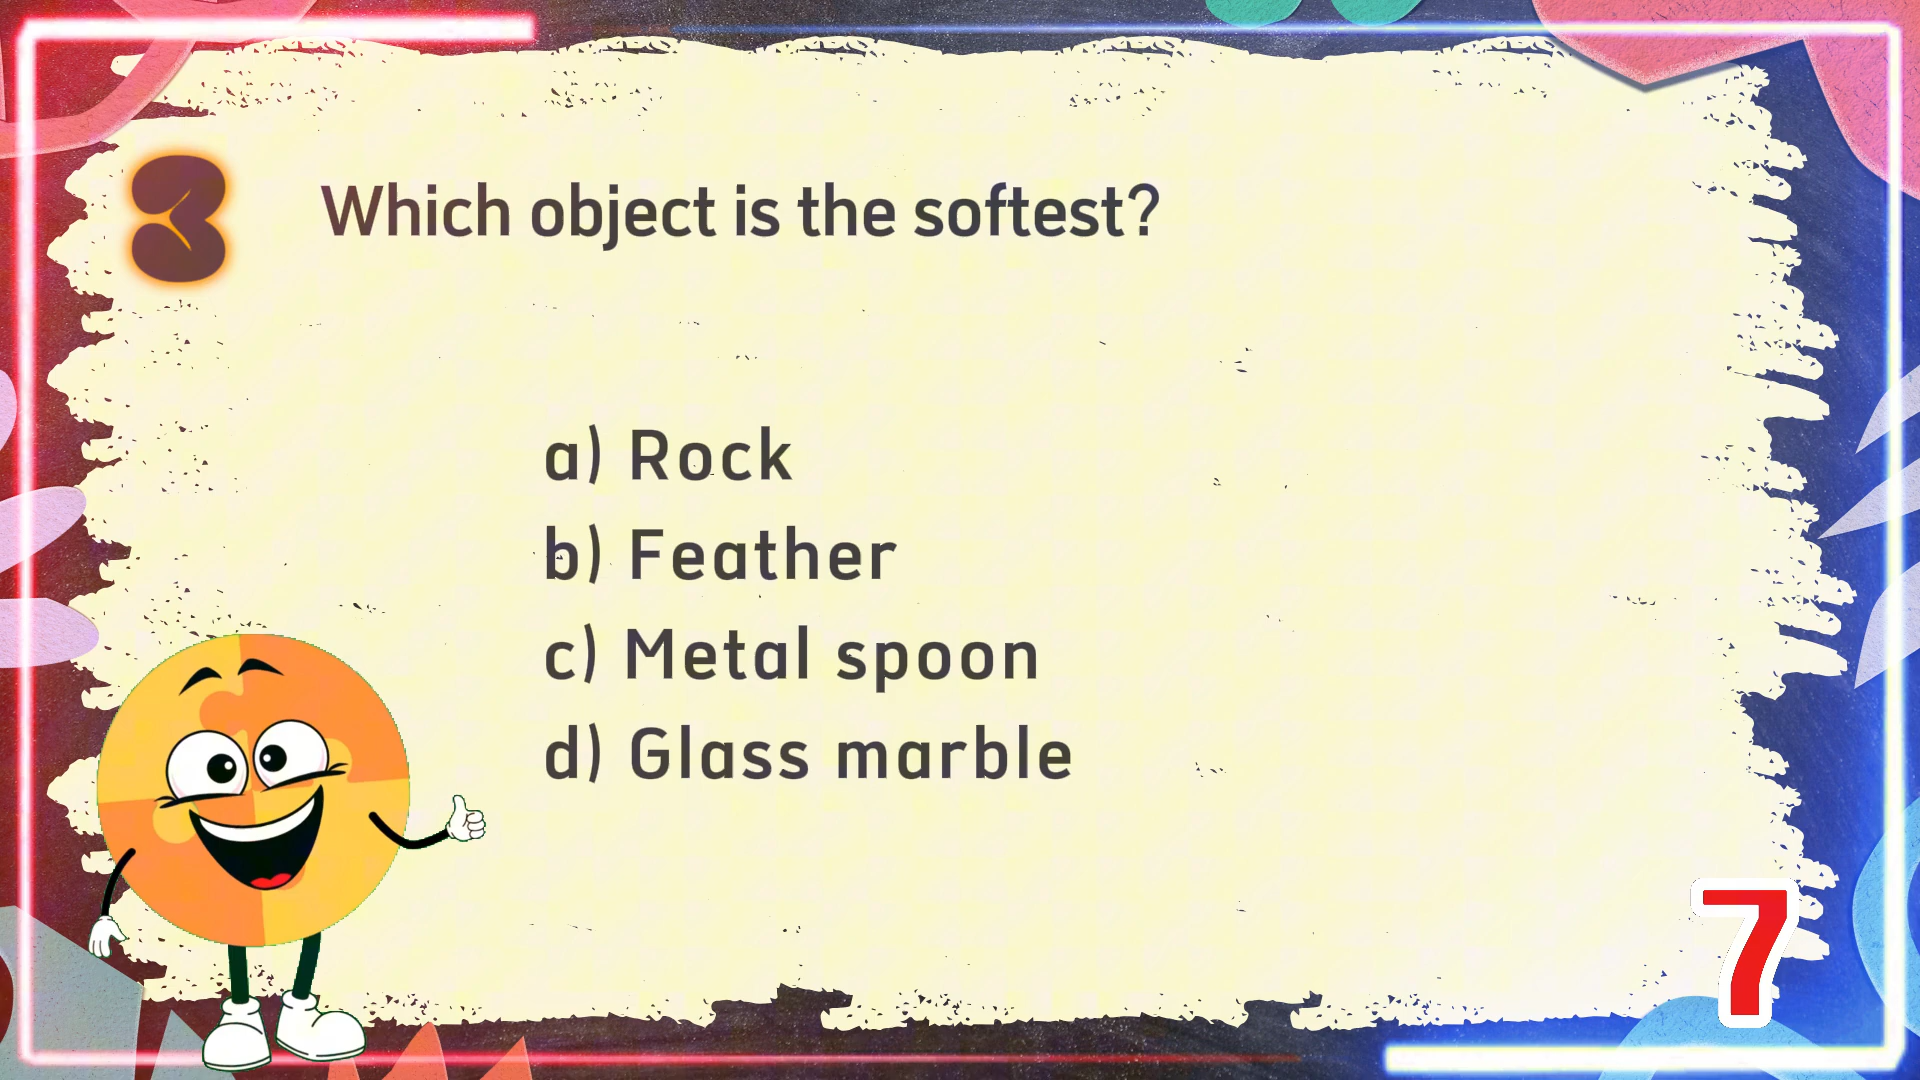 3 Which object is the softest?
a) Rock
b) Feather
c) Metal spoon
d) Glass marble
7